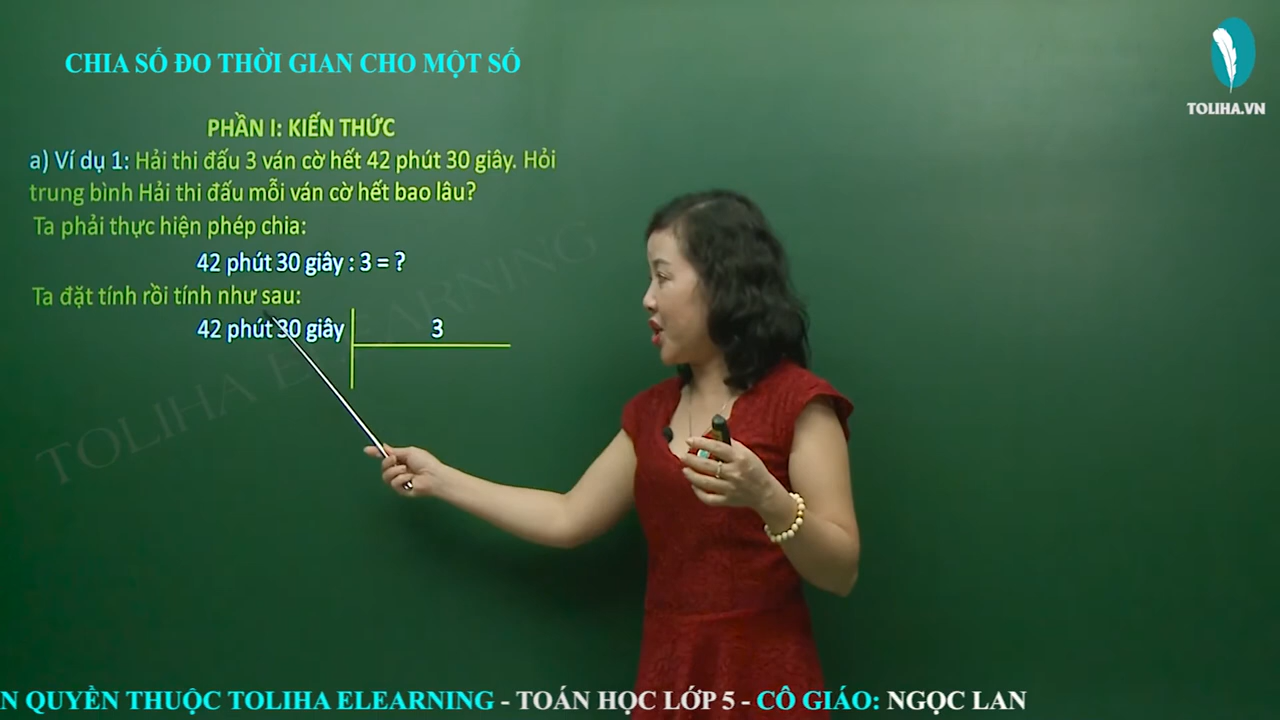 CHIA SỐ ĐO THỜI GIAN CHO MỘT SỐ
TOLIHA.VN
PHẦN I: KIẾN THỨC
a) Ví dụ 1: Hải thi đấu 3 ván cờ hết 42 phút 30 giây. Hỏi
trung bình Hải thi đấu mỗi ván cờ hết bao lâu?
Ta phải thực hiện phép chia:
42 phút 30 giây : 3 = ?
Ta đặt tính rồi tính như sau:
42 phút 30 giây 3
TOLIHA ELEARNING
N QUYỀN THUỘC TOLIHA ELEARNING - TOÁN HỌC LỚP 5 - CÔ GIÁO: NGỌC LAN